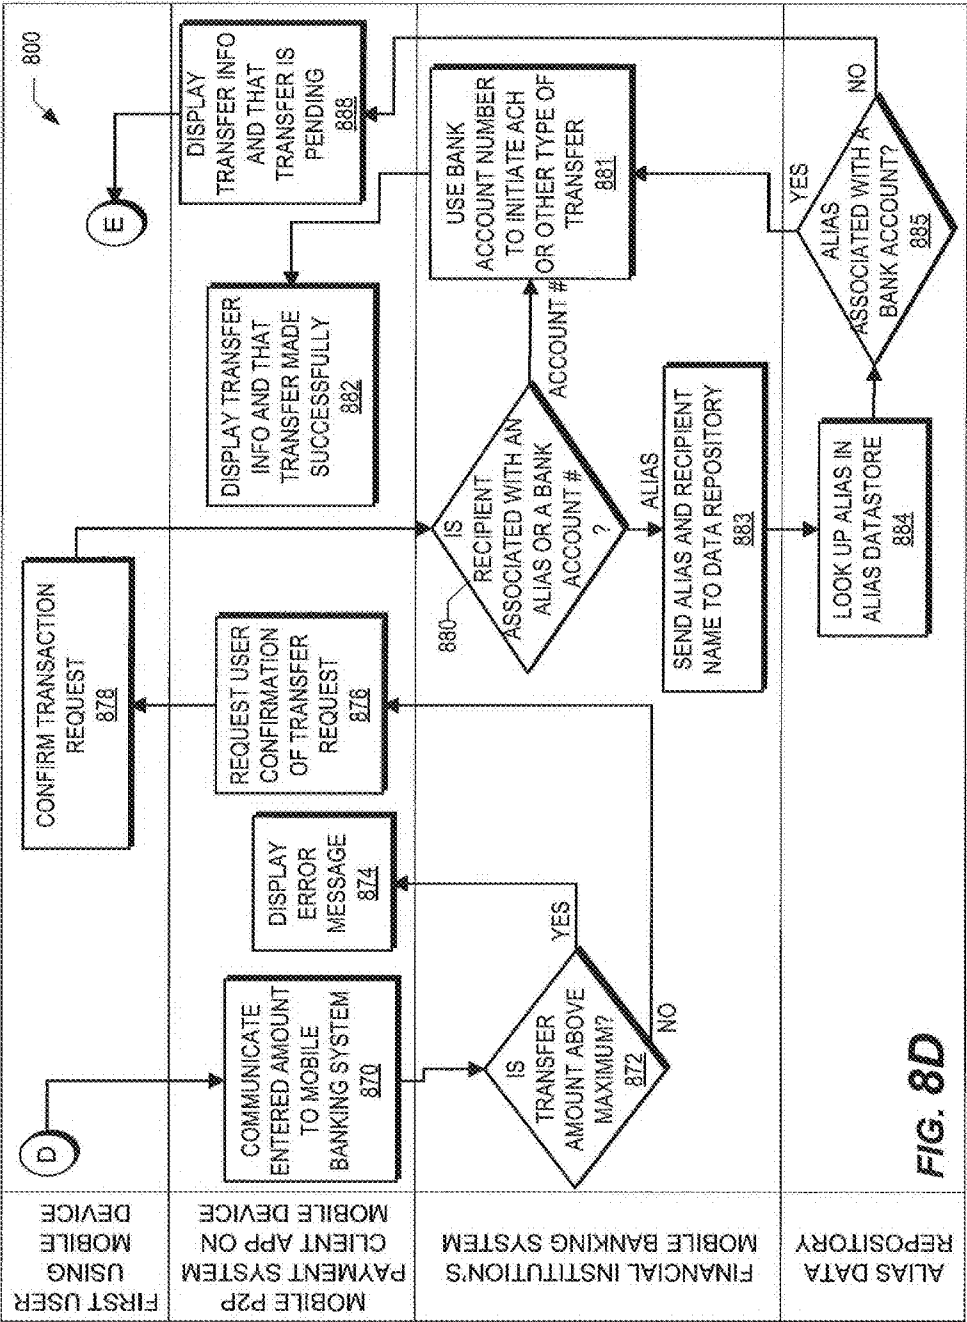 800
FIRST USER
USING
MOBILE
DEVICE
MOBILE P2P
PAYMENT SYSTEM
CLIENT APP ON
MOBILE DEVICE
FINANCIAL INSTITUTION'S
MOBILE BANKING SYSTEM
ALIAS DATA
REPOSITORY
D
COMMUNICATE
ENTERED AMOUNT
TO MOBILE
BANKING SYSTEM
870
IS
TRANSFER
AMOUNT ABOVE
MAXIMUM?
872
YES
NO
DISPLAY
ERROR
MESSAGE
874
REQUEST USER
CONFIRMATION
OF TRANSFER
REQUEST
876
CONFIRM TRANSACTION
REQUEST
878
880
IS
RECIPIENT
ASSOCIATED WITH AN
ALIAS OR A BANK
ACCOUNT #
?
ACCOUNT #
ALIAS
USE BANK
ACCOUNT NUMBER
TO INITIATE ACH
OR OTHER TYPE OF
TRANSFER
881
DISPLAY TRANSFER
INFO AND THAT
TRANSFER MADE
SUCCESSFULLY
882
SEND ALIAS AND RECIPIENT
NAME TO DATA REPOSITORY
883
LOOK UP ALIAS IN
ALIAS DATASTORE
884
ALIAS
ASSOCIATED WITH A
BANK ACCOUNT?
885
YES
NO
DISPLAY
TRANSFER INFO
AND THAT
TRANSFER IS
PENDING
888
E
FIG. 8D